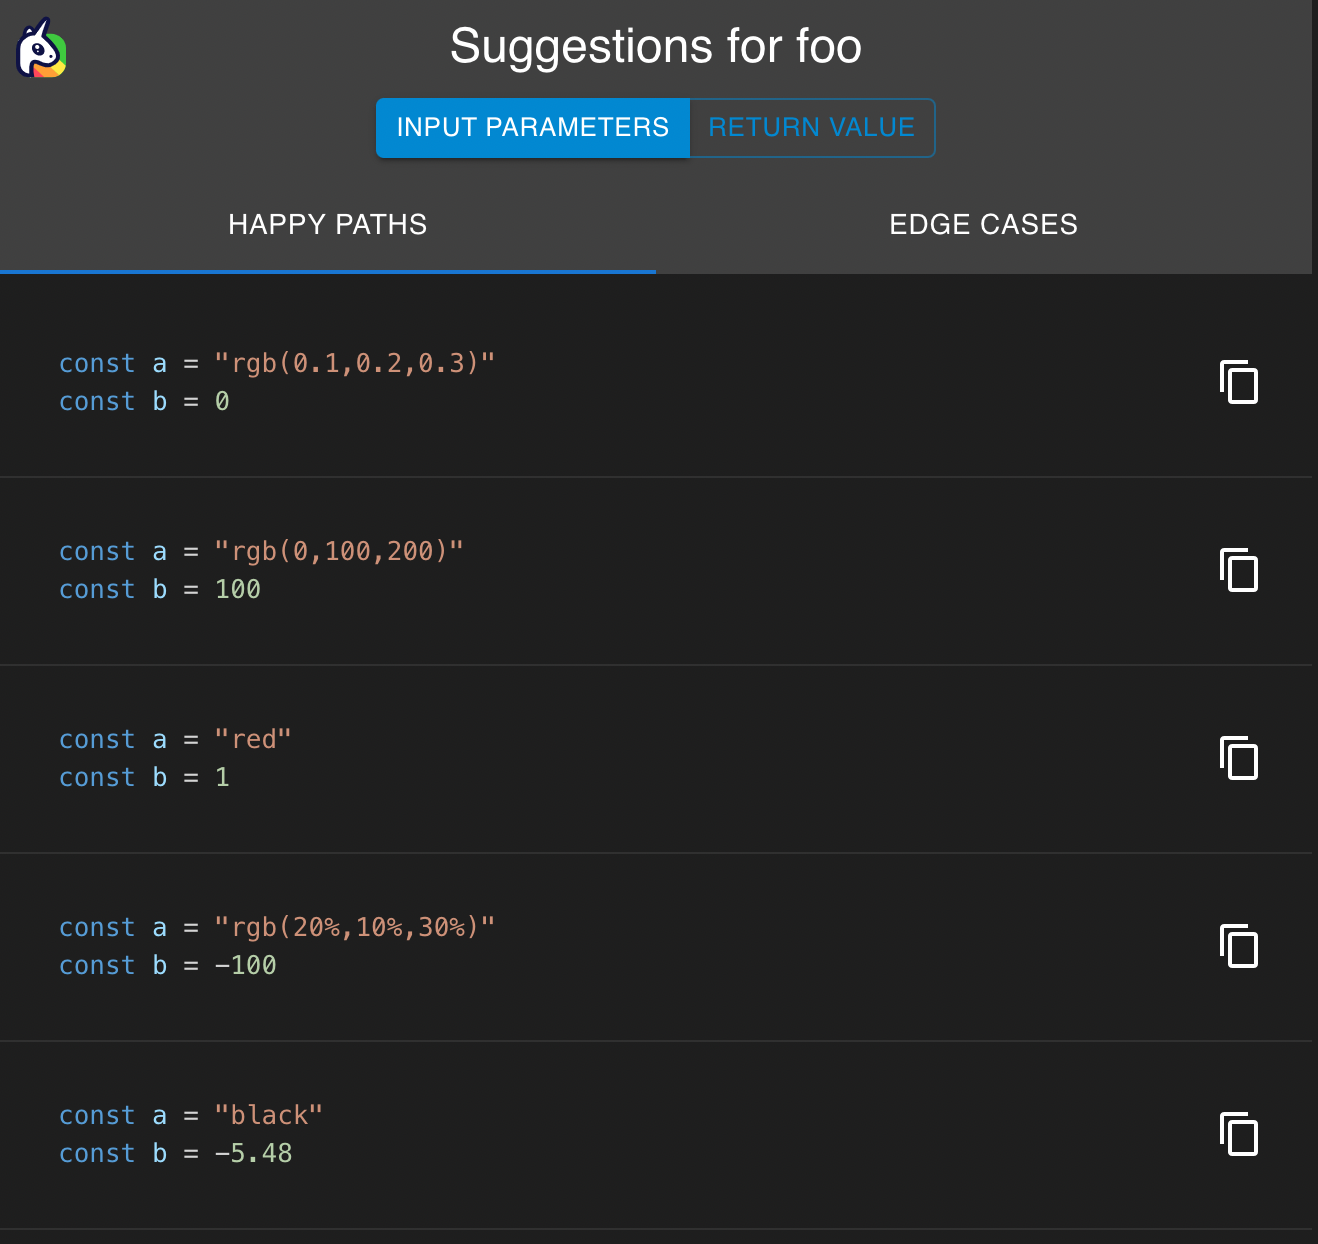 Suggestions for foo
INPUT PARAMETERS RETURN VALUE
HAPPY PATHS EDGE CASES
const a = "rgb(0.1,0.2,0.3)"
const b = 0
const a = "rgb(0,100,200)"
const b = 100
const a = "red"
const b = 1
const a = "rgb(20%,10%,30%)"
const b = -100
const a = "black"
const b = -5.48